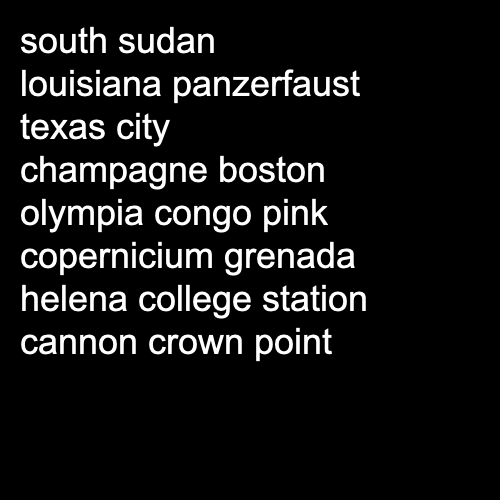 south sudan
louisiana panzerfaust
texas city
champagne boston
olympia congo pink
copernicium grenada
helena college station
cannon crown point